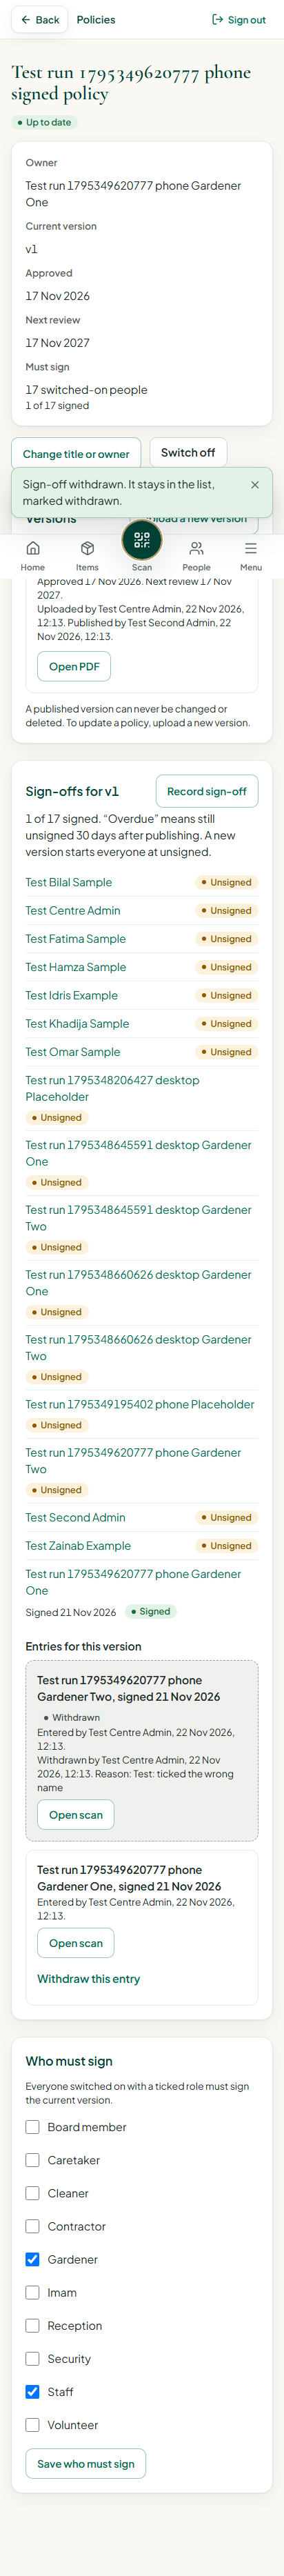 Back
Policies
Sign out
Test run 1795349620777 phone
signed policy
Up to date
Owner
Test run 1795349620777 phone Gardener
One
Current version
v1
Approved
17 Nov 2026
Next review
17 Nov 2027
Must sign
17 switched-on people
1 of 17 signed
Change title or owner
Switch off
Sign-off withdrawn. It stays in the list,
marked withdrawn.
Versions
Upload a new version
Home
Items
Scan
People
Menu
Approved 17 Nov 2026. Next review 17 Nov
2027.
Uploaded by Test Centre Admin, 22 Nov 2026,
12:13. Published by Test Second Admin, 22
Nov 2026, 12:13.
Open PDF
A published version can never be changed or
deleted. To update a policy, upload a new version.
Sign-offs for v1
Record sign-off
1 of 17 signed. “Overdue” means still
unsigned 30 days after publishing. A new
version starts everyone at unsigned.
Test Bilal Sample
Unsigned
Test Centre Admin
Unsigned
Test Fatima Sample
Unsigned
Test Hamza Sample
Unsigned
Test Idris Example
Unsigned
Test Khadija Sample
Unsigned
Test Omar Sample
Unsigned
Test run 1795348206427 desktop
Placeholder
Unsigned
Test run 1795348645591 desktop Gardener
One
Unsigned
Test run 1795348645591 desktop Gardener
Two
Unsigned
Test run 1795348660626 desktop Gardener
One
Unsigned
Test run 1795348660626 desktop Gardener
Two
Unsigned
Test run 1795349195402 phone Placeholder
Unsigned
Test run 1795349620777 phone Gardener
Two
Unsigned
Test Second Admin
Unsigned
Test Zainab Example
Unsigned
Test run 1795349620777 phone Gardener
One
Signed 21 Nov 2026
Signed
Entries for this version
Test run 1795349620777 phone
Gardener Two, signed 21 Nov 2026
Withdrawn
Entered by Test Centre Admin, 22 Nov 2026,
12:13.
Withdrawn by Test Centre Admin, 22 Nov
2026, 12:13. Reason: Test: ticked the wrong
name
Open scan
Test run 1795349620777 phone
Gardener One, signed 21 Nov 2026
Entered by Test Centre Admin, 22 Nov 2026,
12:13.
Open scan
Withdraw this entry
Who must sign
Everyone switched on with a ticked role must sign
the current version.
Board member
Caretaker
Cleaner
Contractor
Gardener
Imam
Reception
Security
Staff
Volunteer
Save who must sign